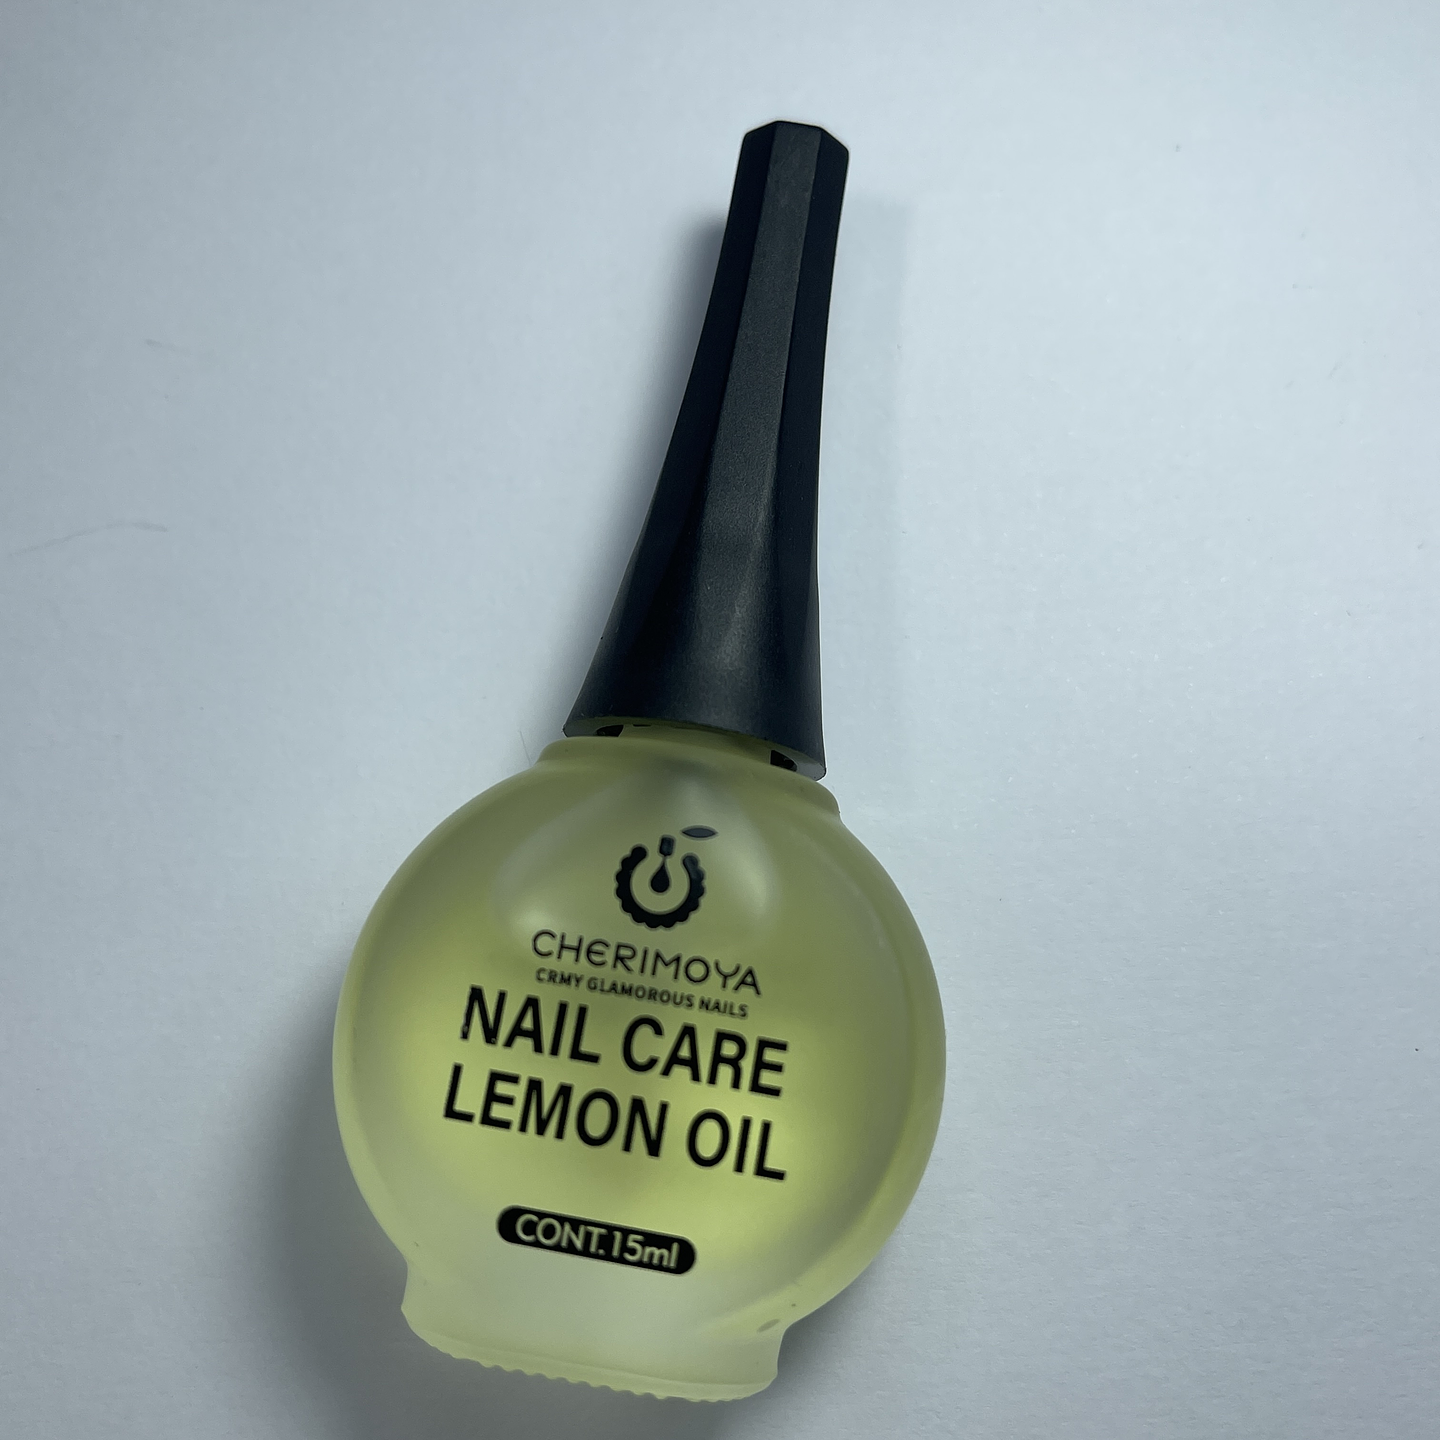 CHERIMOYA
CRMY GLAMOROUS NAILS
NAIL CARE
LEMON OIL
CONT.15ml